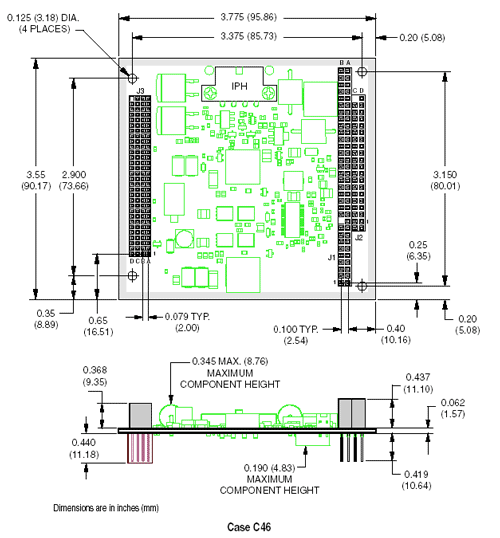 0.125 (3.18) DIA.
(4 PLACES)
3.775 (95.86)
3.375 (85.73)
0.20 (5.08)
B A
IPH
J3
C D
3.55
(90.17)
2.900
(73.66)
3.150
(80.01)
1
J2
0.25
(6.35)
J1
D C B A
1
1
0.35
(8.89)
0.65
(16.51)
0.079 TYP.
(2.00)
0.100 TYP.
(2.54)
0.40
(10.16)
0.20
(5.08)
0.368
(9.35)
0.345 MAX. (8.76)
MAXIMUM
COMPONENT HEIGHT
0.437
(11.10)
0.062
(1.57)
0.440
(11.18)
0.190 (4.83)
MAXIMUM
COMPONENT HEIGHT
0.419
(10.64)
Dimensions are in inches (mm)
Case C46